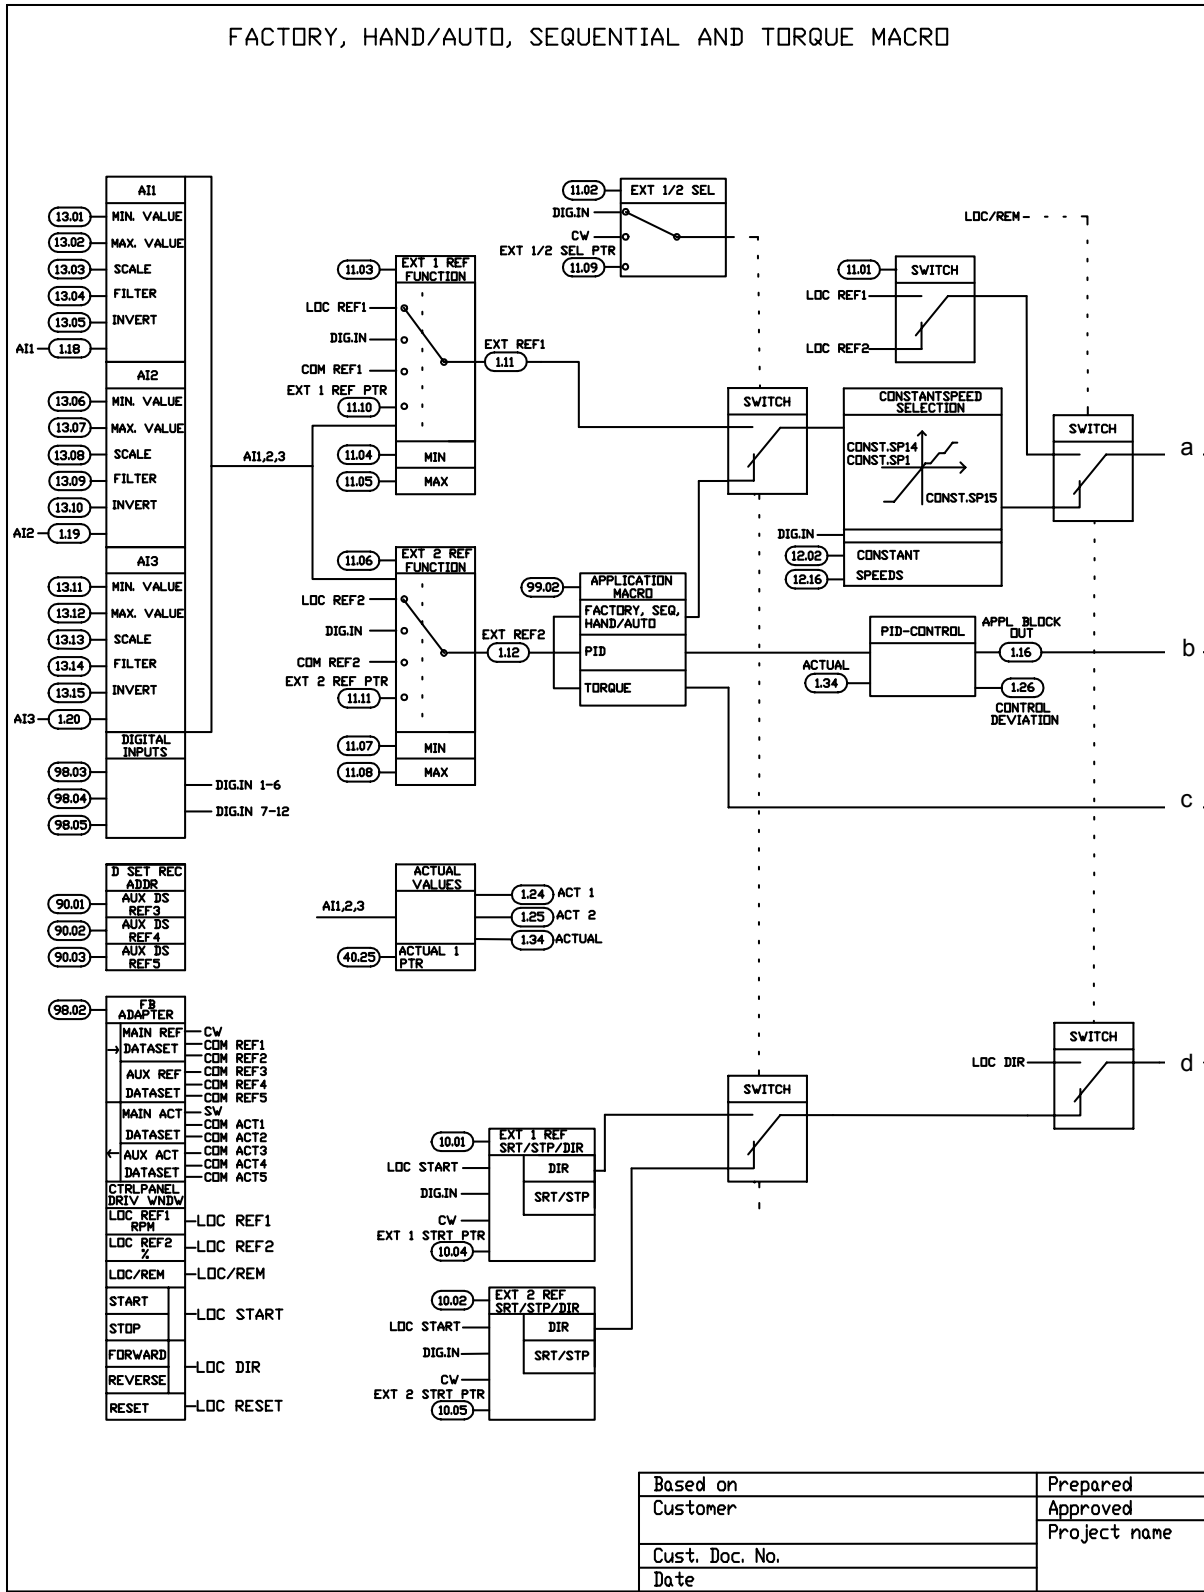 FACTORY, HAND/AUTO, SEQUENTIAL AND TORQUE MACRO
AI1
13.01 MIN. VALUE
13.02 MAX. VALUE
13.03 SCALE
13.04 FILTER
13.05 INVERT
AI1 1.18
AI2
13.06 MIN. VALUE
13.07 MAX. VALUE
13.08 SCALE
13.09 FILTER
13.10 INVERT
AI2 1.19
AI3
13.11 MIN. VALUE
13.12 MAX. VALUE
13.13 SCALE
13.14 FILTER
13.15 INVERT
AI3 1.20
DIGITAL
INPUTS
98.03
98.04
98.05
DIG.IN 1-6
DIG.IN 7-12
AI1,2,3
11.03 EXT 1 REF
FUNCTION
LOC REF1
DIG.IN
COM REF1
EXT 1 REF PTR
11.10
11.04 MIN
11.05 MAX
EXT REF1
1.11
11.06 EXT 2 REF
FUNCTION
LOC REF2
DIG.IN
COM REF2
EXT 2 REF PTR
11.11
11.07 MIN
11.08 MAX
EXT REF2
1.12
11.02 EXT 1/2 SEL
DIG.IN
CW
EXT 1/2 SEL PTR
11.09
99.02 APPLICATION
MACRO
FACTORY, SEQ,
HAND/AUTO
PID
TORQUE
SWITCH
LOC/REM
11.01 SWITCH
LOC REF1
LOC REF2
CONSTANTSPEED
SELECTION
CONST.SP14
CONST.SP1
CONST.SP15
DIG.IN
12.02 CONSTANT
12.16 SPEEDS
SWITCH
a
PID-CONTROL
ACTUAL
1.34
APPL BLOCK
OUT
1.16
1.26
CONTROL
DEVIATION
b
c
D SET REC
ADDR
90.01 AUX DS
REF3
90.02 AUX DS
REF4
90.03 AUX DS
REF5
AI1,2,3
ACTUAL
VALUES
40.25 ACTUAL 1
PTR
1.24 ACT 1
1.25 ACT 2
1.34 ACTUAL
98.02 FB
ADAPTER
MAIN REF
DATASET
CW
COM REF1
COM REF2
AUX REF
DATASET
COM REF3
COM REF4
COM REF5
MAIN ACT
DATASET
SW
COM ACT1
COM ACT2
AUX ACT
DATASET
COM ACT3
COM ACT4
COM ACT5
CTRLPANEL
DRIV WNDW
LOC REF1
RPM
LOC REF1
LOC REF2
%
LOC REF2
LOC/REM LOC/REM
START
STOP
LOC START
FORWARD
REVERSE
LOC DIR
RESET LOC RESET
10.01 EXT 1 REF
SRT/STP/DIR
LOC START DIR
DIG.IN SRT/STP
CW
EXT 1 STRT PTR
10.04
10.02 EXT 2 REF
SRT/STP/DIR
LOC START DIR
DIG.IN SRT/STP
CW
EXT 2 STRT PTR
10.05
SWITCH
LOC DIR
SWITCH
d
Based on
Customer
Cust. Doc. No.
Date
Prepared
Approved
Project name